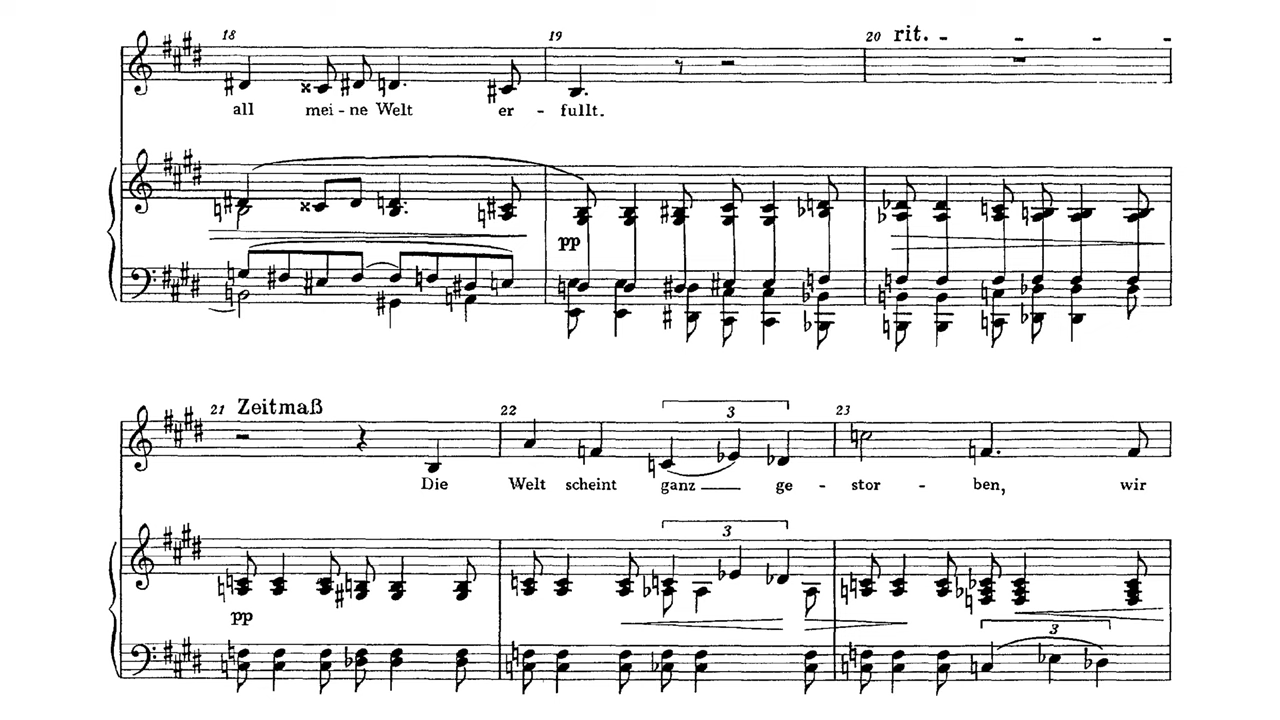 18 19 20 rit. - - - -
all mei - ne Welt er - fullt.
pp
21 Zeitmaß 22 3 23
Die Welt scheint ganz ge - stor - ben, wir
3
pp
3